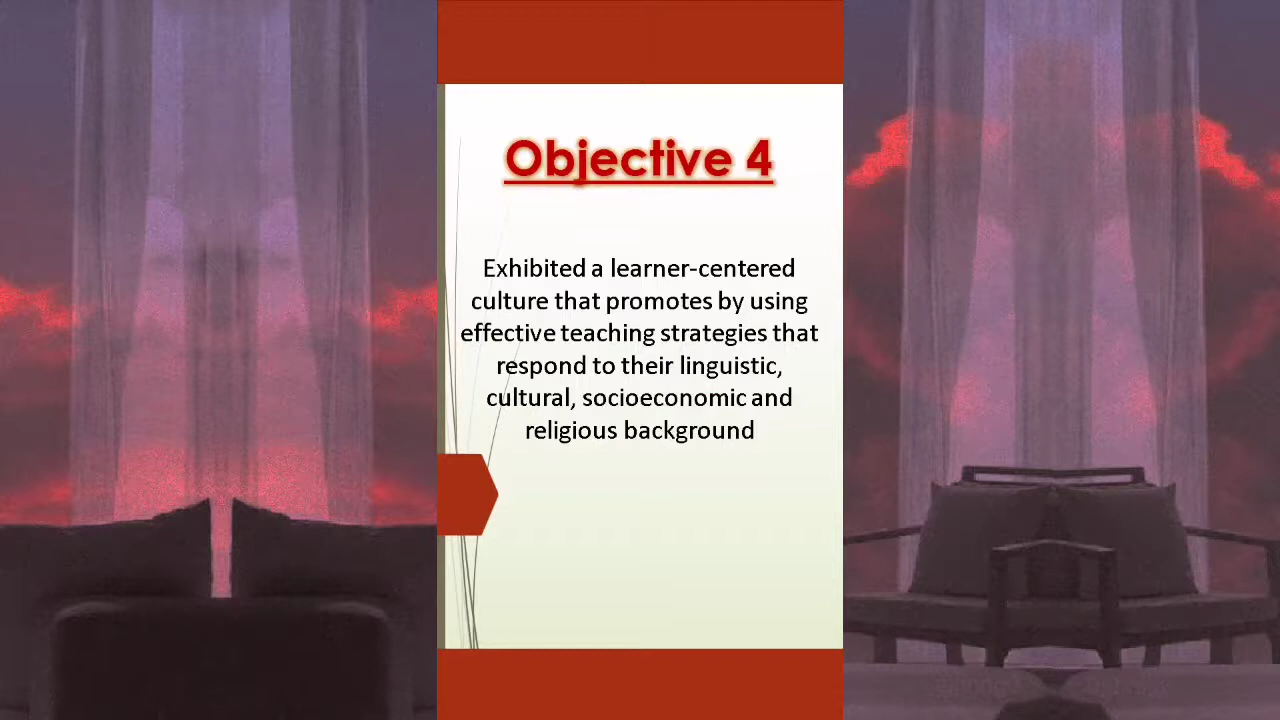 Objective 4
Exhibited a learner-centered
culture that promotes by using
effective teaching strategies that
respond to their linguistic,
cultural, socioeconomic and
religious background